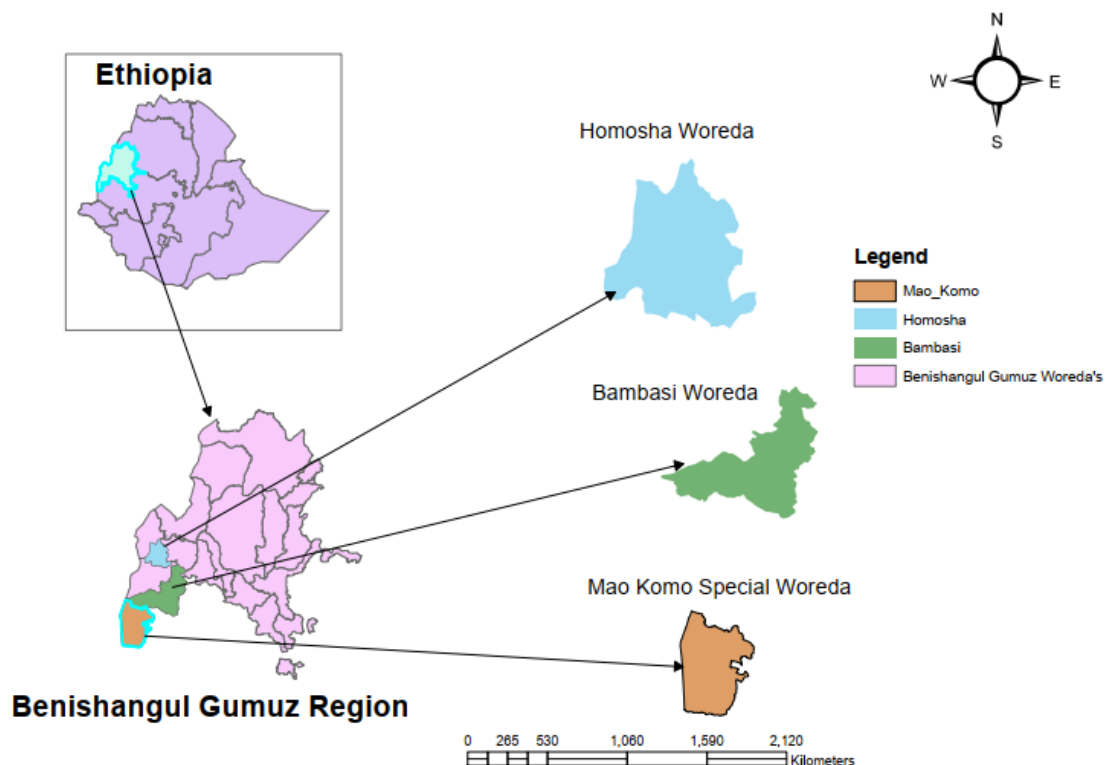 Ethiopia
N
W E
S
Homosha Woreda
Legend
Mao_Komo
Homosha
Bambasi
Benishangul Gumuz Woreda's
Bambasi Woreda
Mao Komo Special Woreda
Benishangul Gumuz Region
0 265 530 1,060 1,590 2,120
Kilometers